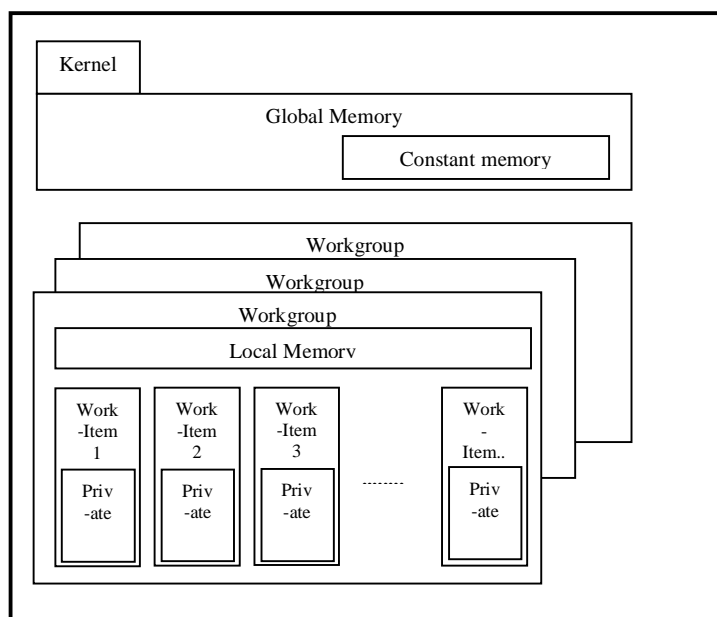 Kernel
Global Memory
Constant memory
Workgroup
Workgroup
Workgroup
Local Memory
Work
-Item
1
Priv
-ate
Work
-Item
2
Priv
-ate
Work
-Item
3
Priv
-ate
........
Work
-
Item..
Priv
-ate